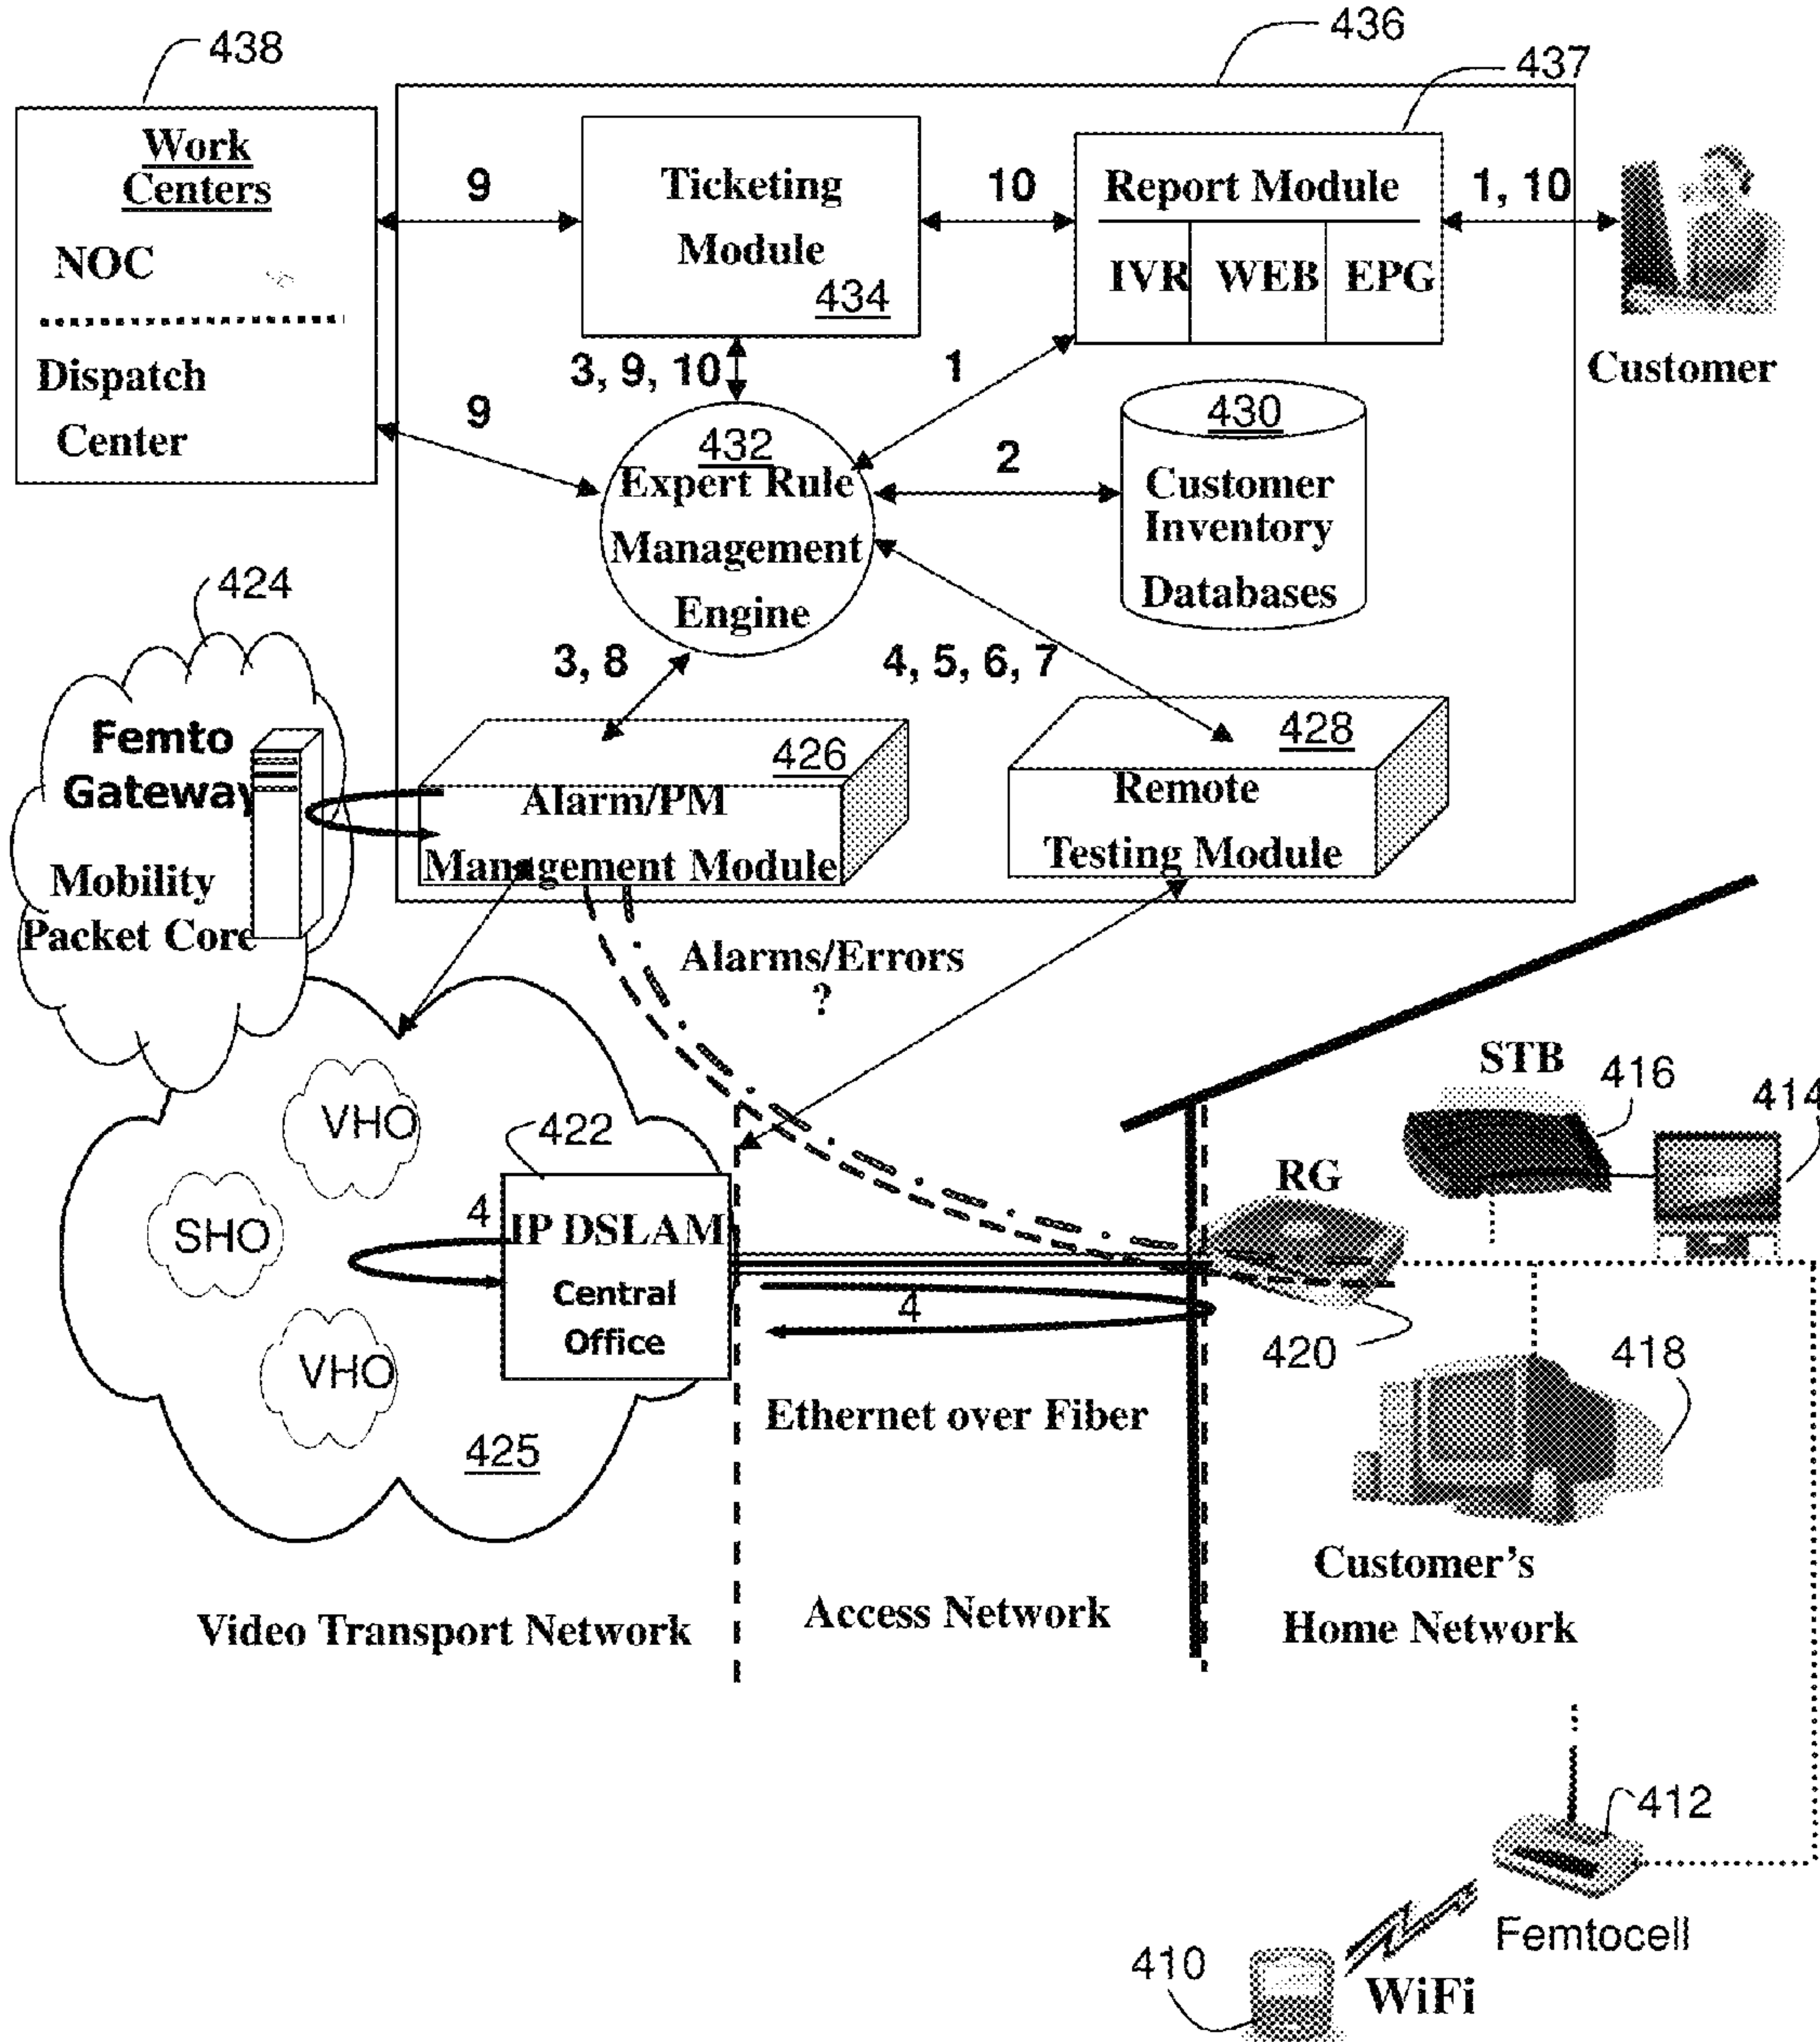 438
436
437
Work
Centers
NOC
Dispatch
Center
9
Ticketing
Module
434
10
Report Module
IVR WEB EPG
1, 10
Customer
3, 9, 10
1
9
432
Expert Rule
Management
Engine
2
430
Customer
Inventory
Databases
424
3, 8
4, 5, 6, 7
Femto
Gateway
Mobility
Packet Core
426
Alarm/PM
Management Module
428
Remote
Testing Module
Alarms/Errors
?
STB
416
414
VHO
422
SHO
4
IP DSLAM
Central
Office
RG
4
420
418
VHO
425
Ethernet over Fiber
Customer's
Home Network
Video Transport Network
Access Network
412
Femtocell
410
WiFi